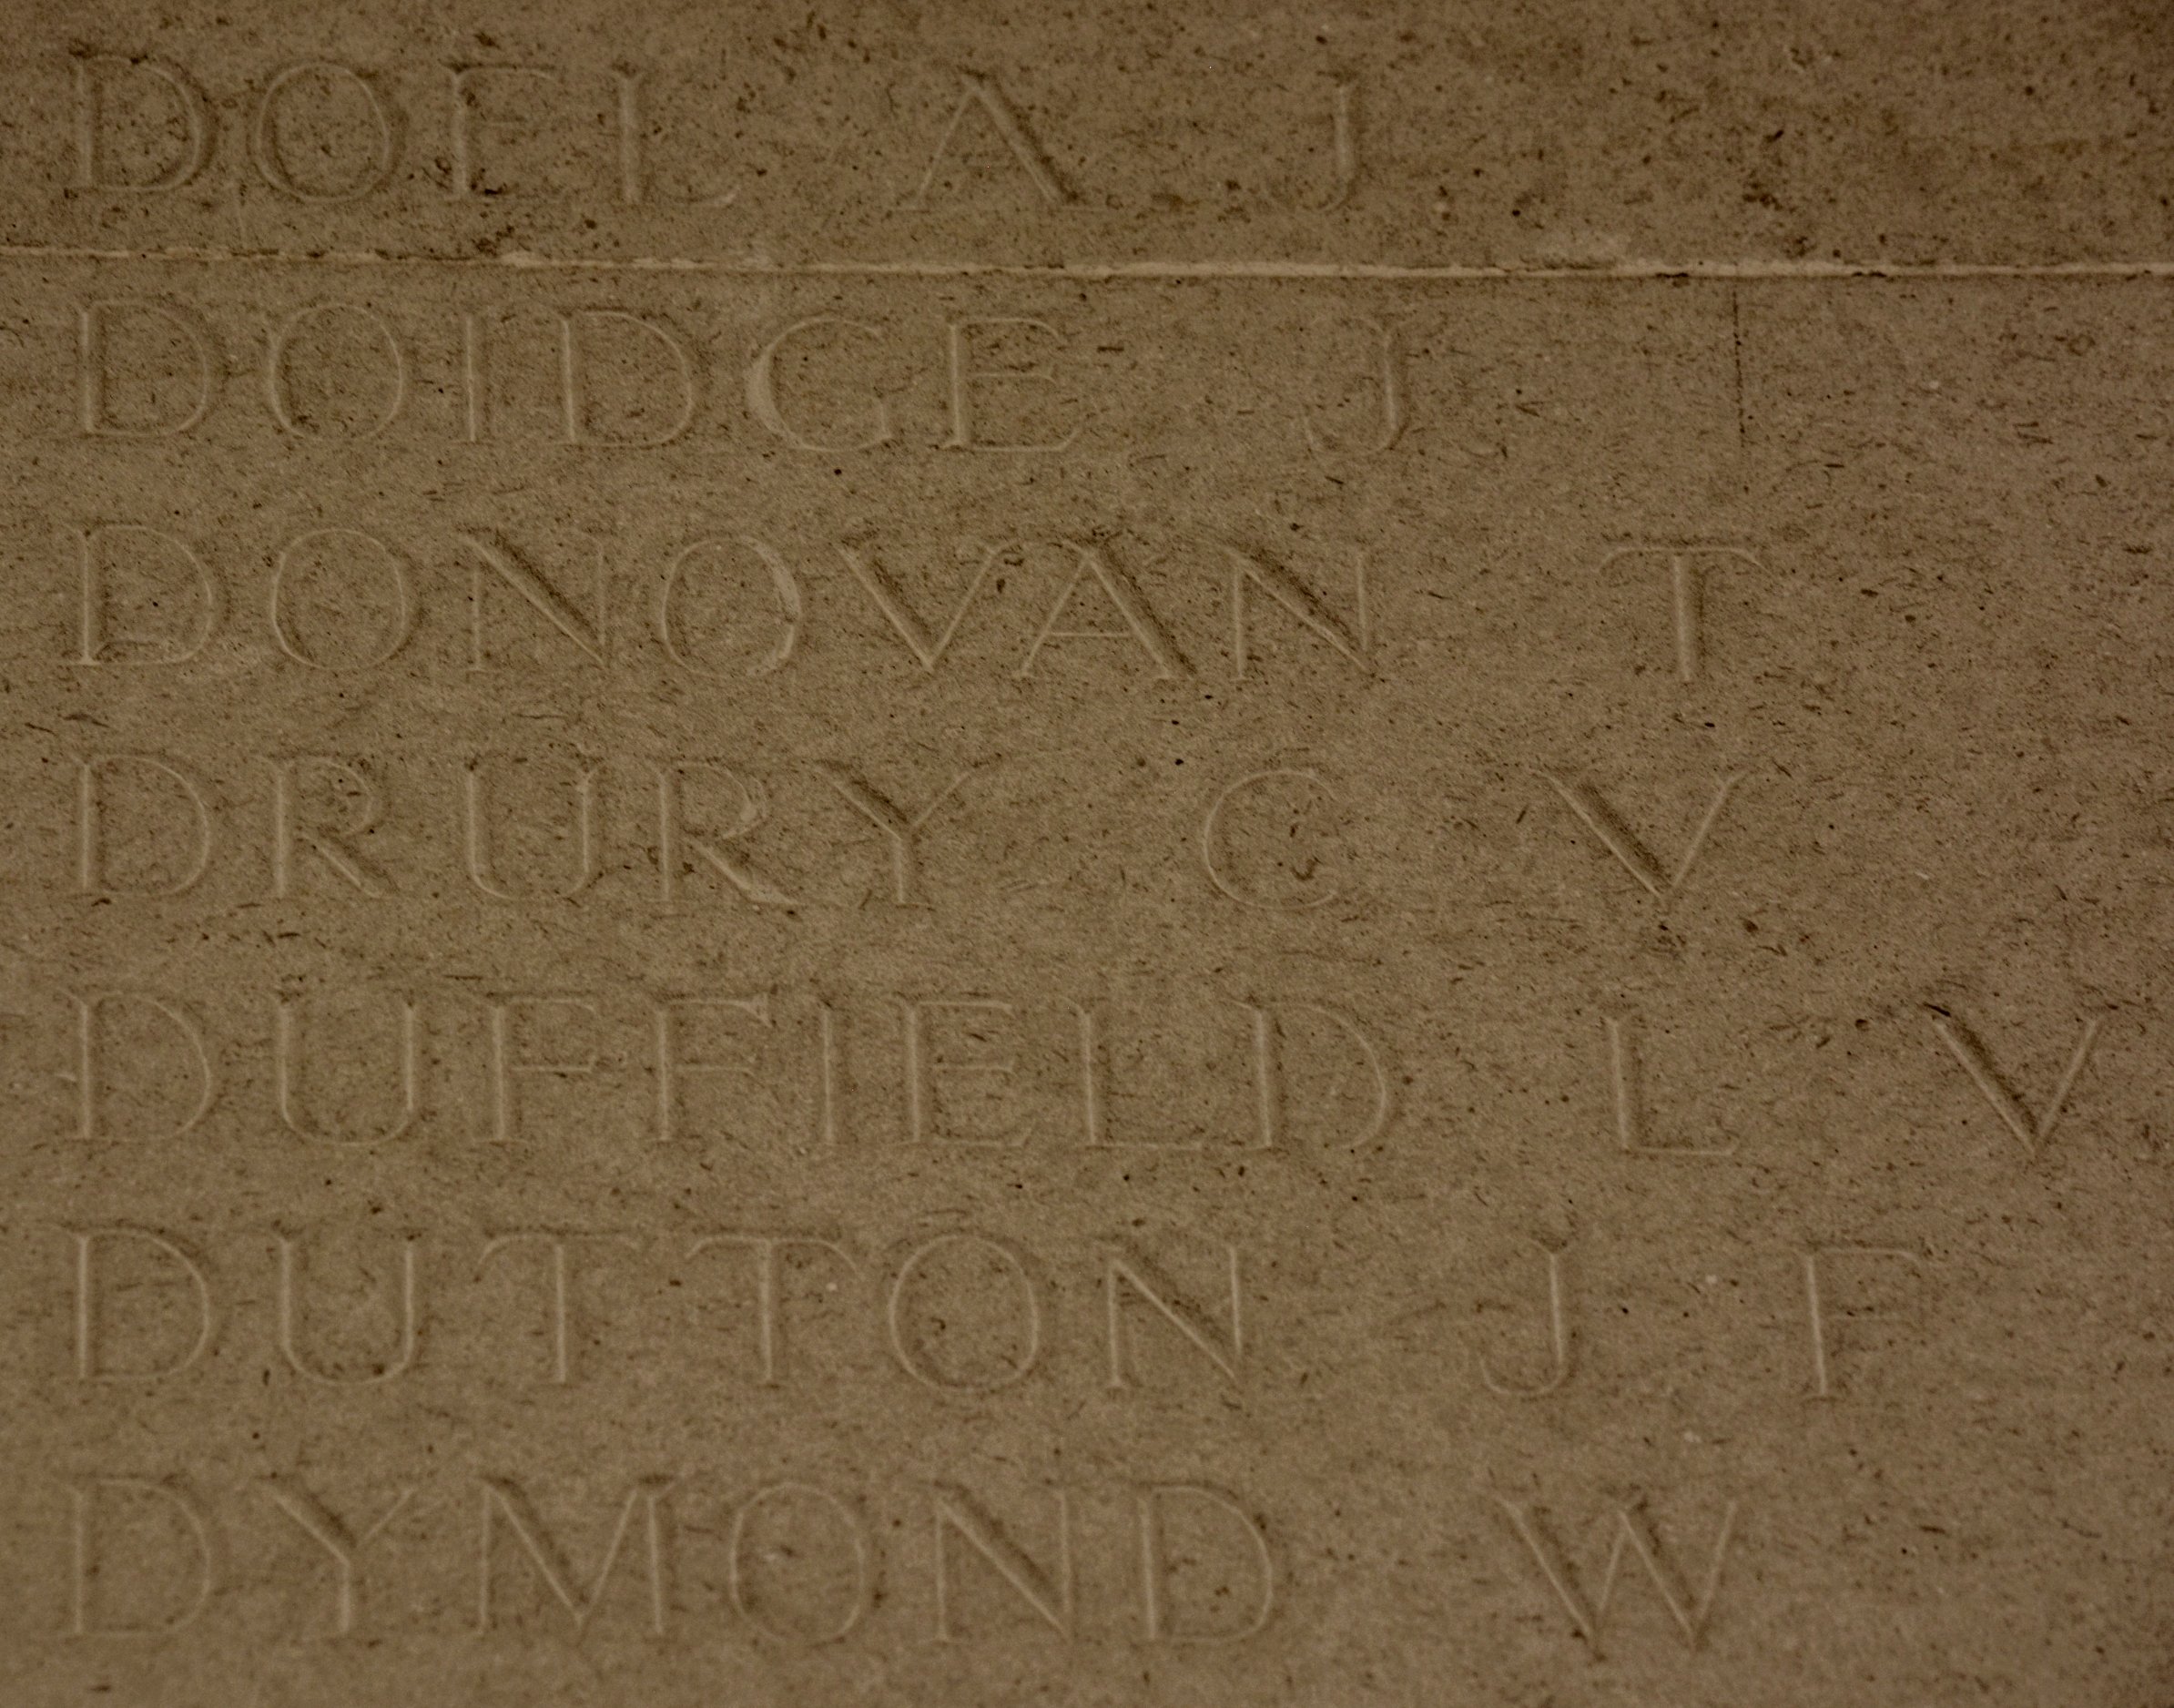 DOEL A. J.
DOIDGE J.
DONOVAN T
DRURY C V
DUFFIELD L V
DUTTON J F
DYMOND W